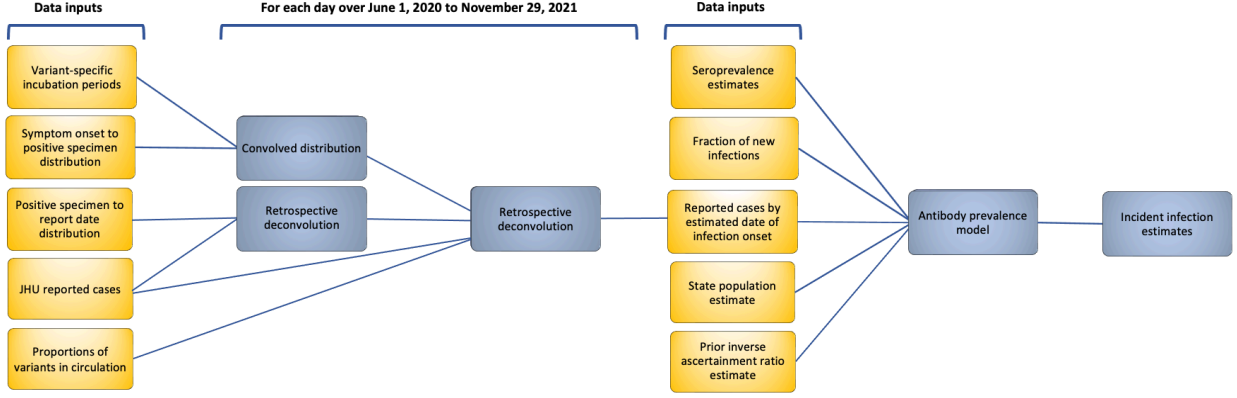 Data inputs
For each day over June 1, 2020 to November 29, 2021
Data inputs
Variant-specific
incubation periods
Symptom onset to
positive specimen
distribution
Positive specimen to
report date
distribution
JHU reported cases
Proportions of
variants in circulation
Convolved distribution
Retrospective
deconvolution
Retrospective
deconvolution
Seroprevalence
estimates
Fraction of new
infections
Reported cases by
estimated date of
infection onset
State population
estimate
Prior inverse
ascertainment ratio
estimate
Antibody prevalence
model
Incident infection
estimates